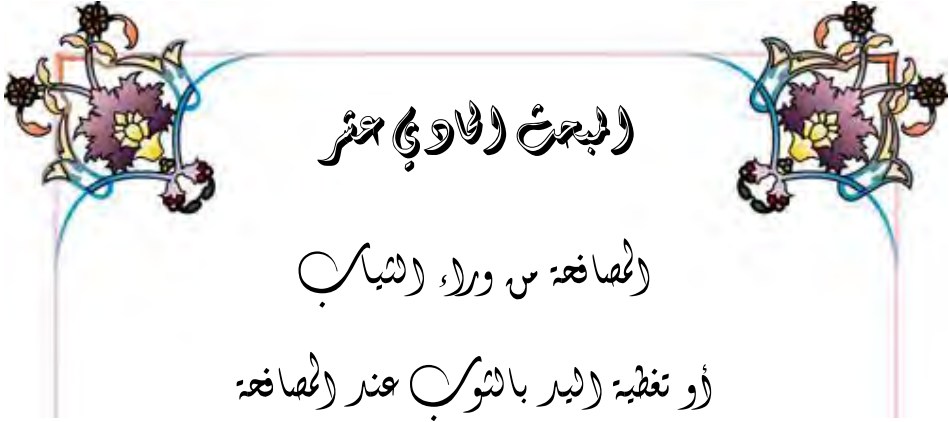 المبحث الحادي عشر
المصافحة من وراء الثياب
أو تغطية اليد بالثوب عند المصافحة